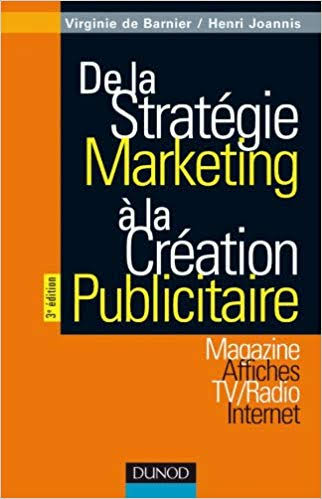 Virginie de Barnier / Henri Joannis
De la
Stratégie
Marketing
à la
Création
Publicitaire
3e édition
Magazine
Affiches
TV/Radio
Internet
DUNOD